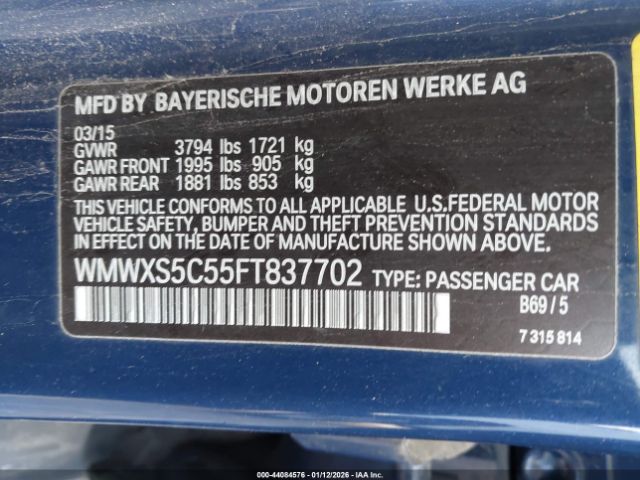 MFD BY BAYERISCHE MOTOREN WERKE AG
03/15
GVWR 3794 lbs 1721 kg
GAWR FRONT 1995 lbs 905 kg
GAWR REAR 1881 lbs 853 kg
THIS VEHICLE CONFORMS TO ALL APPLICABLE U.S.FEDERAL MOTOR
VEHICLE SAFETY, BUMPER AND THEFT PREVENTION STANDARDS
IN EFFECT ON THE DATE OF MANUFACTURE SHOWN ABOVE.
WMWXS5C55FT837702 TYPE: PASSENGER CAR
B69/5
7 315 814
000-44084576 - 01/12/2026 - IAAI.COM